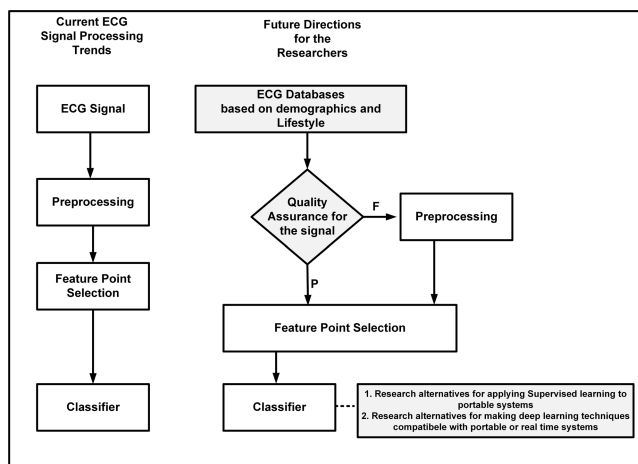 Current ECG
Signal Processing
Trends
ECG Signal
Preprocessing
Feature Point
Selection
Classifier
Future Directions
for the
Researchers
ECG Databases
based on demographics and
Lifestyle
Quality
Assurance for
the signal
F
Preprocessing
P
Feature Point Selection
Classifier
1. Research alternatives for applying Supervised learning to
portable systems
2. Research alternatives for making deep learning techniques
compatibele with portable or real time systems